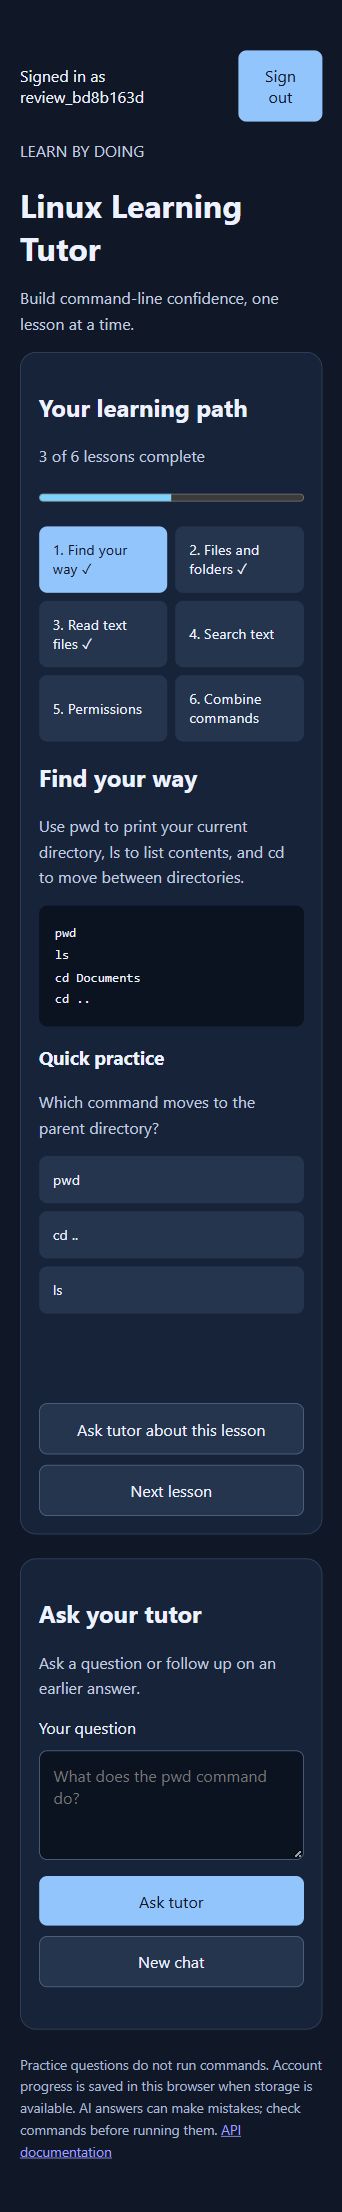 Signed in as
review_bd8b163d
Sign
out
LEARN BY DOING
Linux Learning
Tutor
Build command-line confidence, one
lesson at a time.
Your learning path
3 of 6 lessons complete
1. Find your
way ✓
2. Files and
folders ✓
3. Read text
files ✓
4. Search text
5. Permissions
6. Combine
commands
Find your way
Use pwd to print your current
directory, ls to list contents, and cd
to move between directories.
pwd
ls
cd Documents
cd ..
Quick practice
Which command moves to the
parent directory?
pwd
cd ..
ls
Ask tutor about this lesson
Next lesson
Ask your tutor
Ask a question or follow up on an
earlier answer.
Your question
What does the pwd command
do?
Ask tutor
New chat
Practice questions do not run commands. Account
progress is saved in this browser when storage is
available. AI answers can make mistakes; check
commands before running them. API
documentation